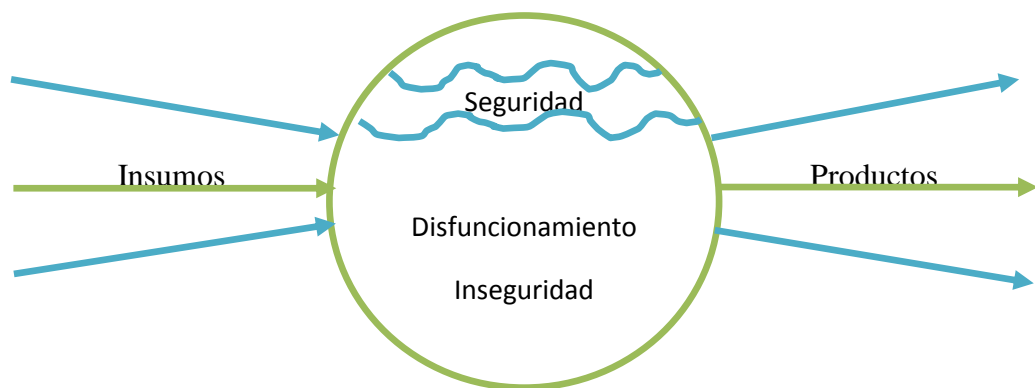 Seguridad
Insumos
Productos
Disfuncionamiento
Inseguridad